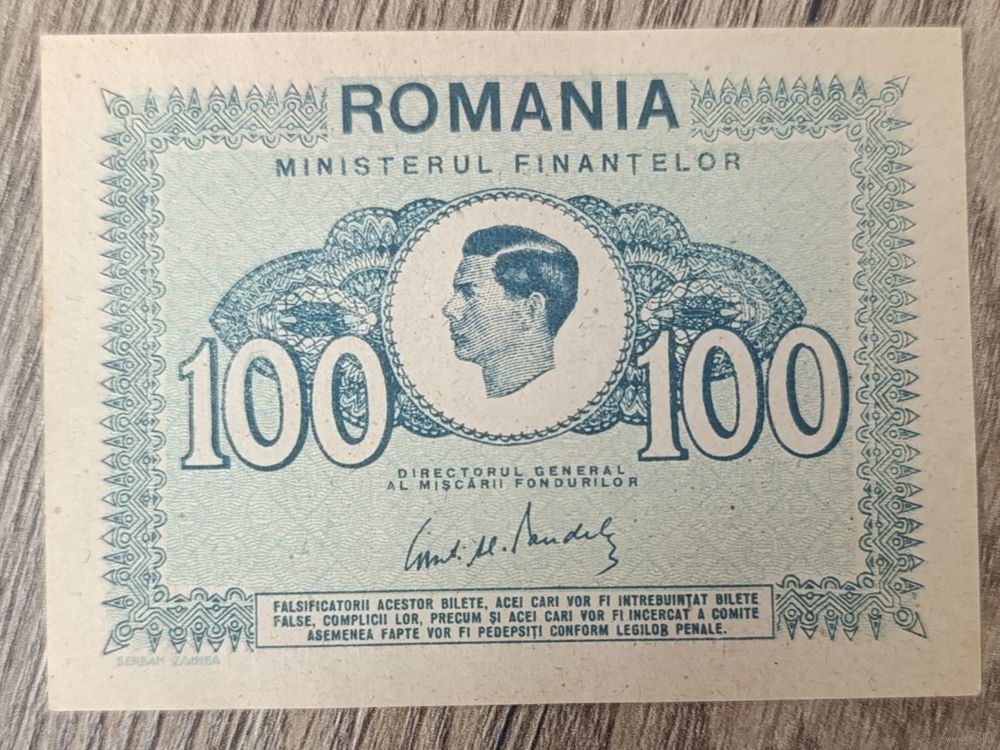 ROMANIA
MINISTERUL FINANȚELOR
100
100
DIRECTORUL GENERAL
AL MIȘCĂRII FONDURILOR
FALSIFICATORII ACESTOR BILETE, ACEI CARI VOR FI INTREBUINȚAT BILETE
FALSE, COMPLICII LOR, PRECUM ȘI ACEI CARI VOR FI INCERCAT A COMITE
ASEMENEA FAPTE VOR FI PEDEPSIȚI CONFORM LEGILOR PENALE.
ȘERBAN ZAINEA